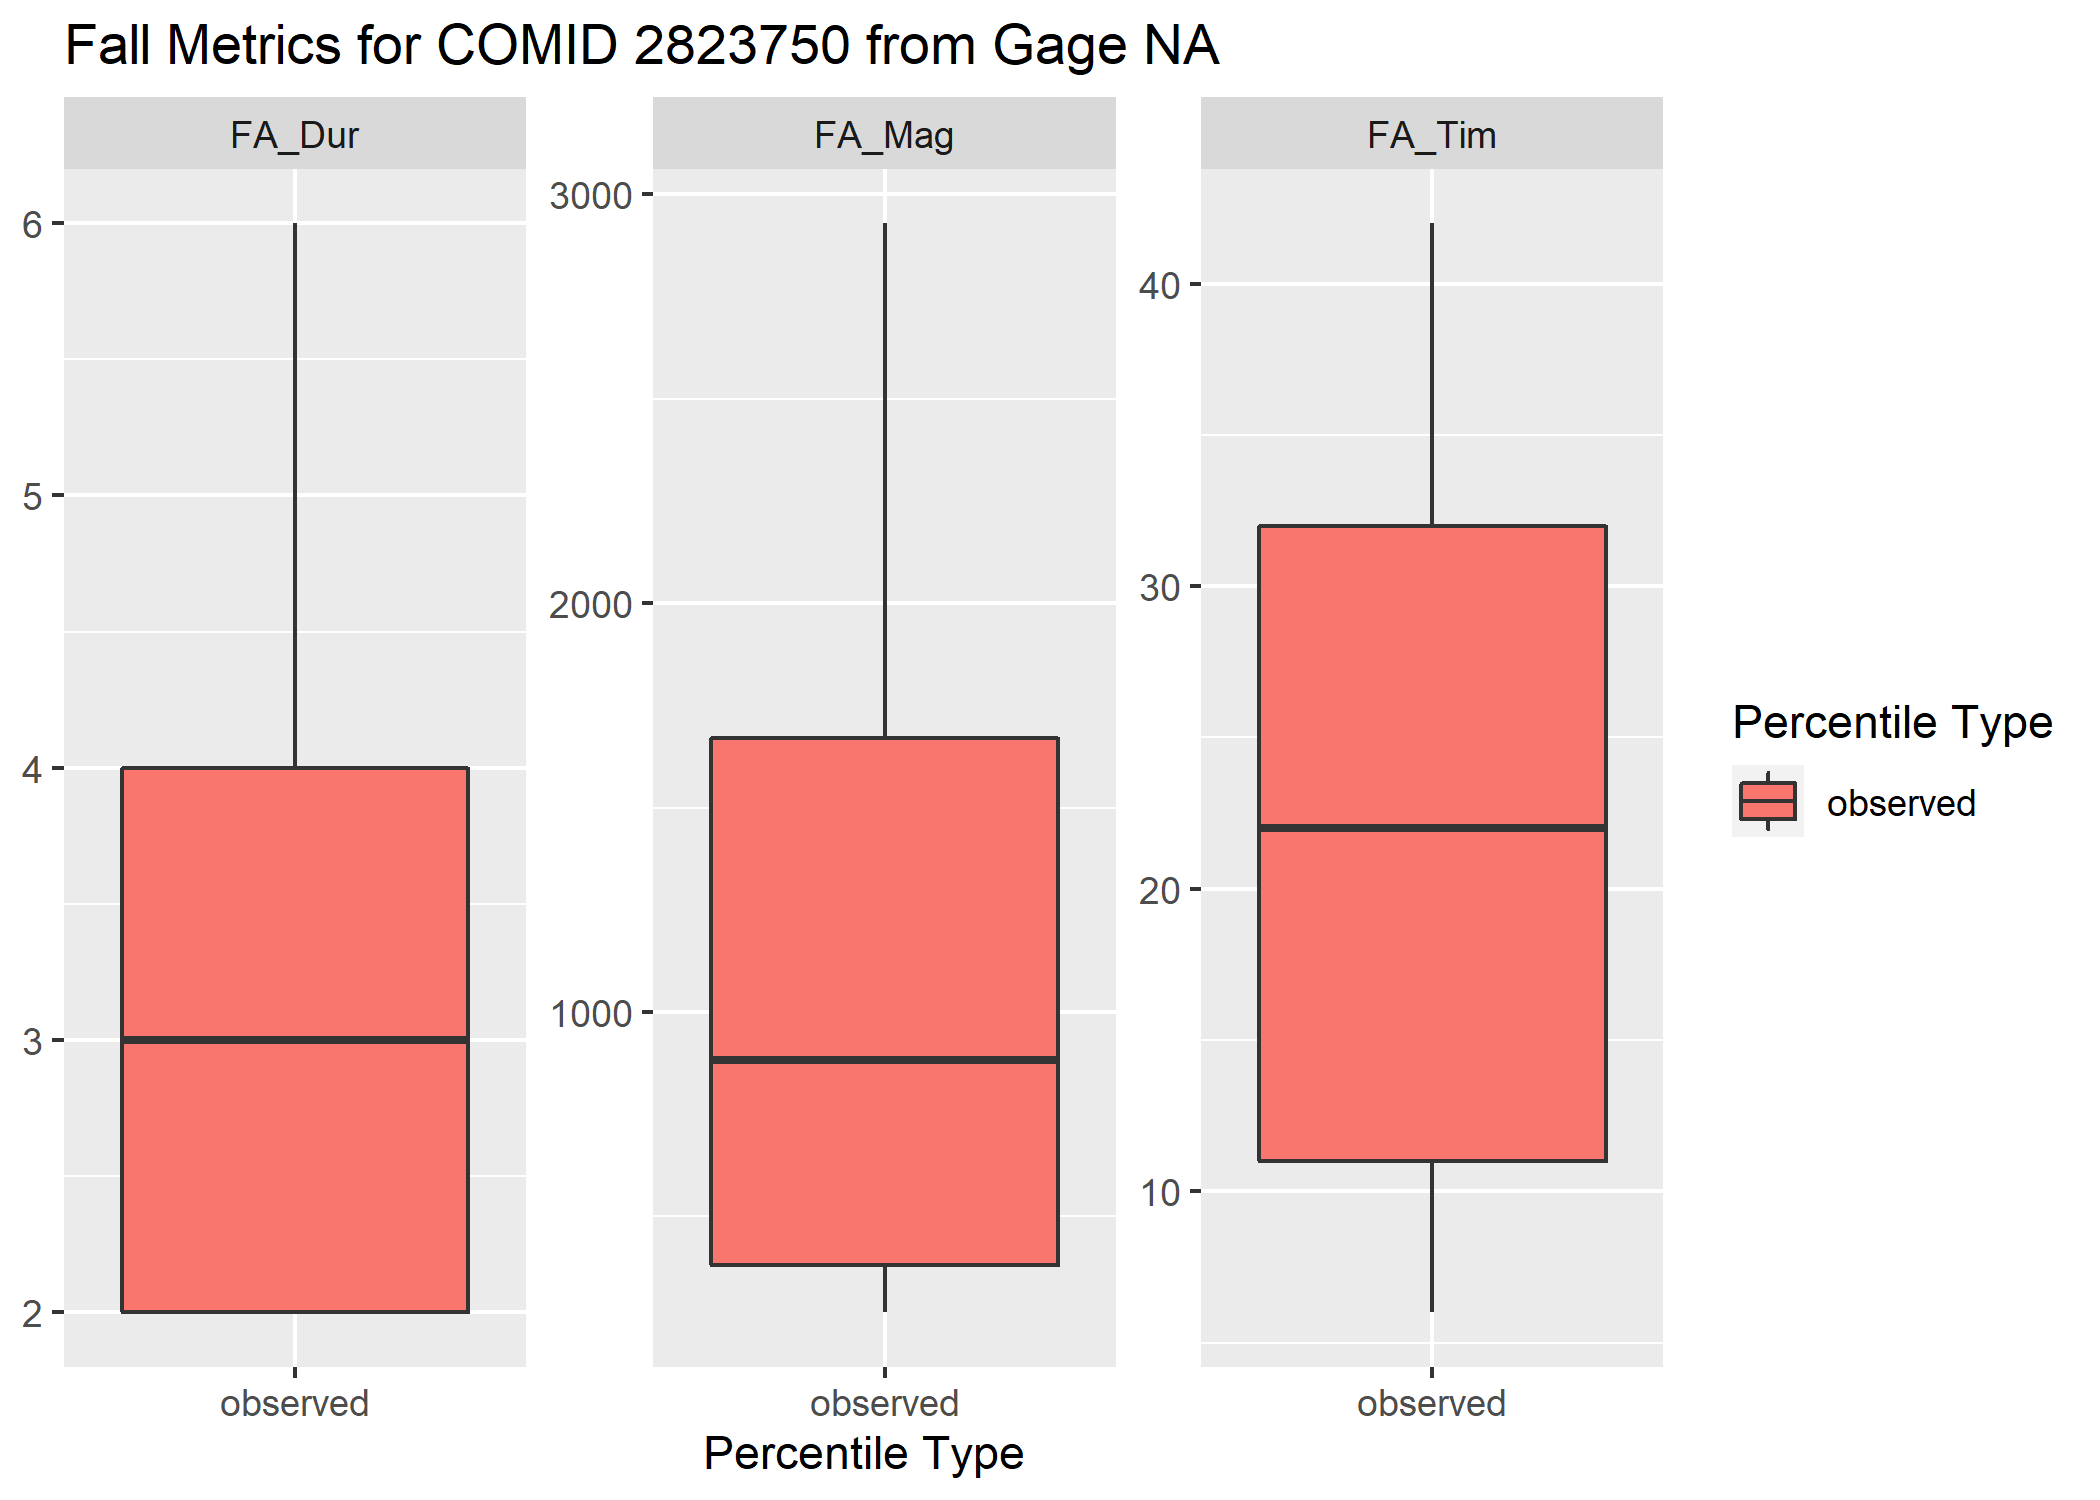 Fall Metrics for COMID 2823750 from Gage NA
FA_Dur
FA_Mag
FA_Tim
6
5
4
3
2
3000
2000
1000
40
30
20
10
observed
observed
observed
Percentile Type
Percentile Type
observed